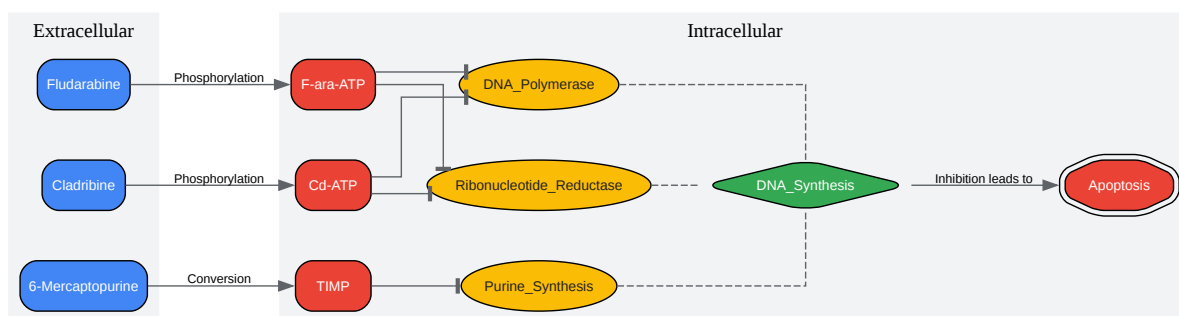 Extracellular
Intracellular
Fludarabine
Phosphorylation
F-ara-ATP
DNA_Polymerase
Cladribine
Phosphorylation
Cd-ATP
Ribonucleotide_Reductase
DNA_Synthesis
Inhibition leads to
Apoptosis
6-Mercaptopurine
Conversion
TIMP
Purine_Synthesis